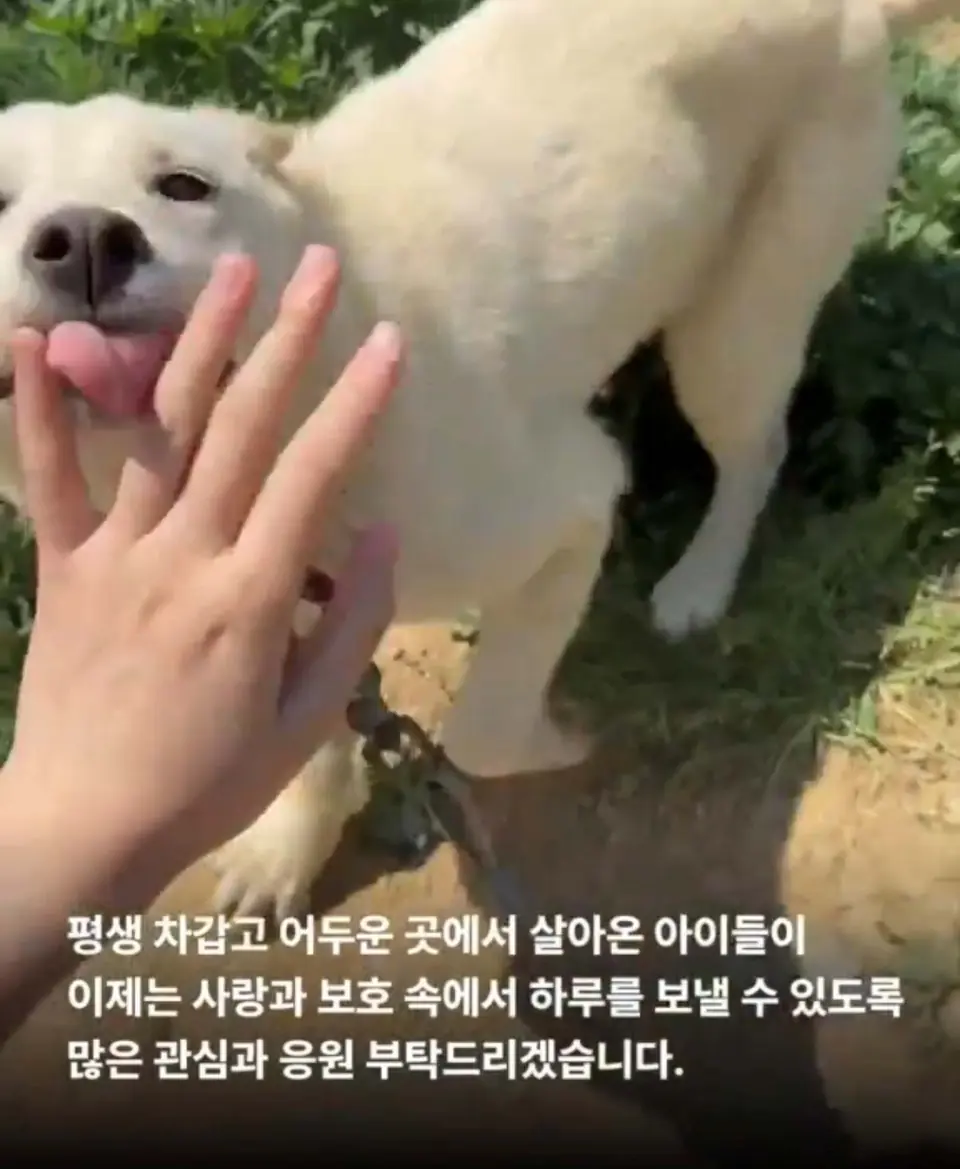 평생 차갑고 어두운 곳에서 살아온 아이들이
이제는 사랑과 보호 속에서 하루를 보낼 수 있도록
많은 관심과 응원 부탁드리겠습니다.